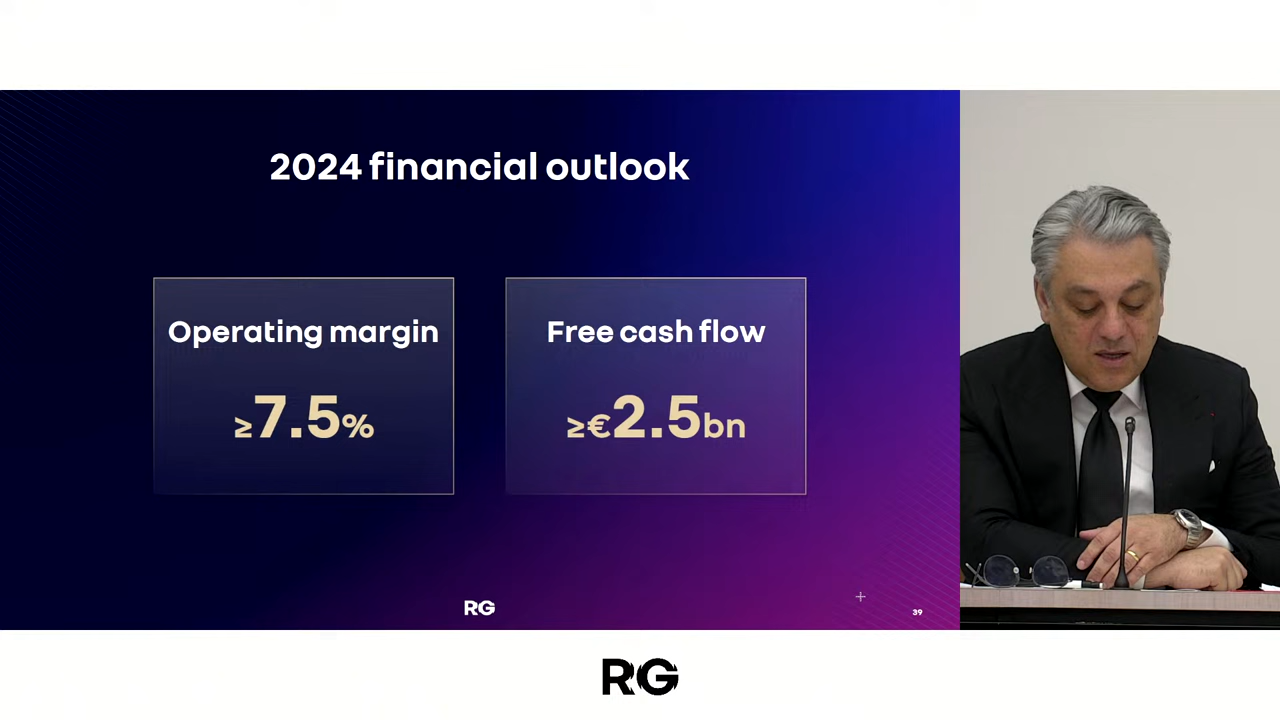 2024 financial outlook
Operating margin
≥7.5%
Free cash flow
≥€2.5bn
RG
39
RG